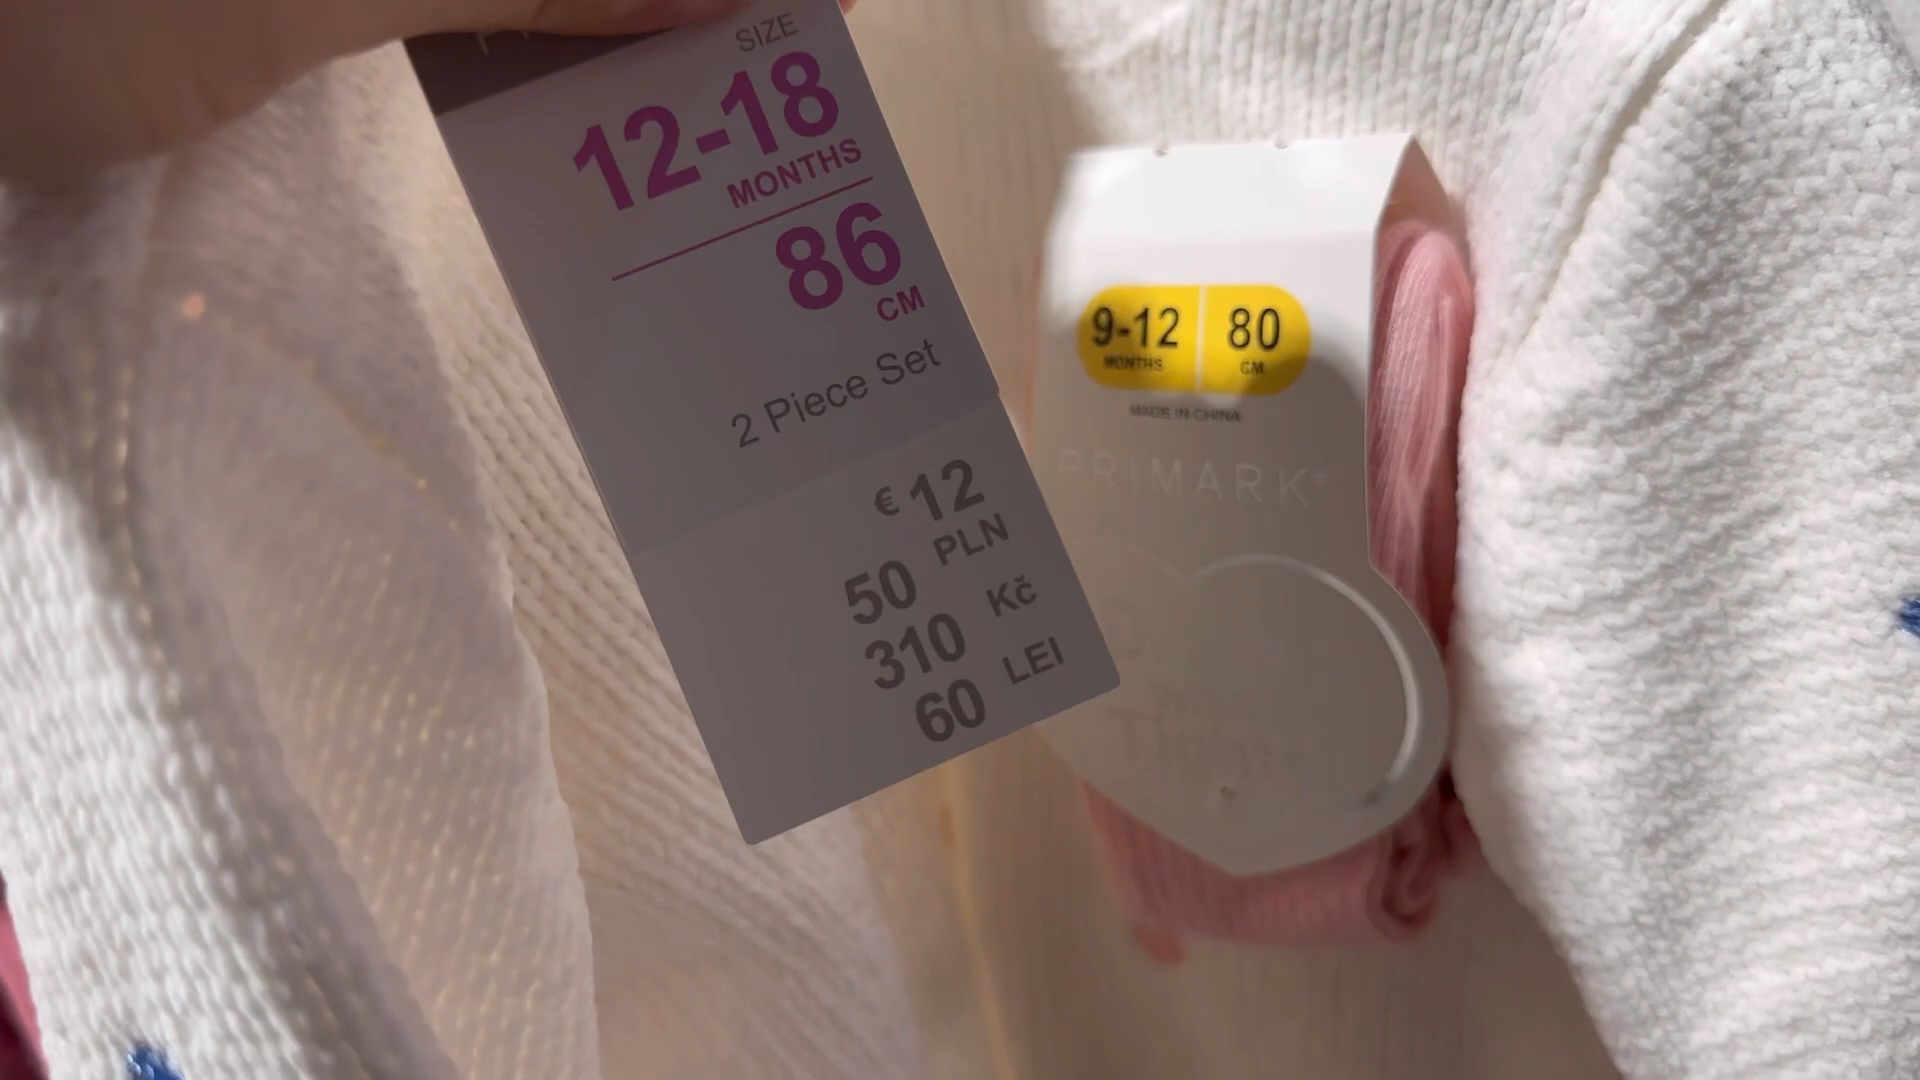 SIZE
12-18
MONTHS
86
CM
2 Piece Set
€ 12
50 PLN
310 Kč
60 LEI
9-12 80
MONTHS CM
MADE IN CHINA
PRIMARK
Tights